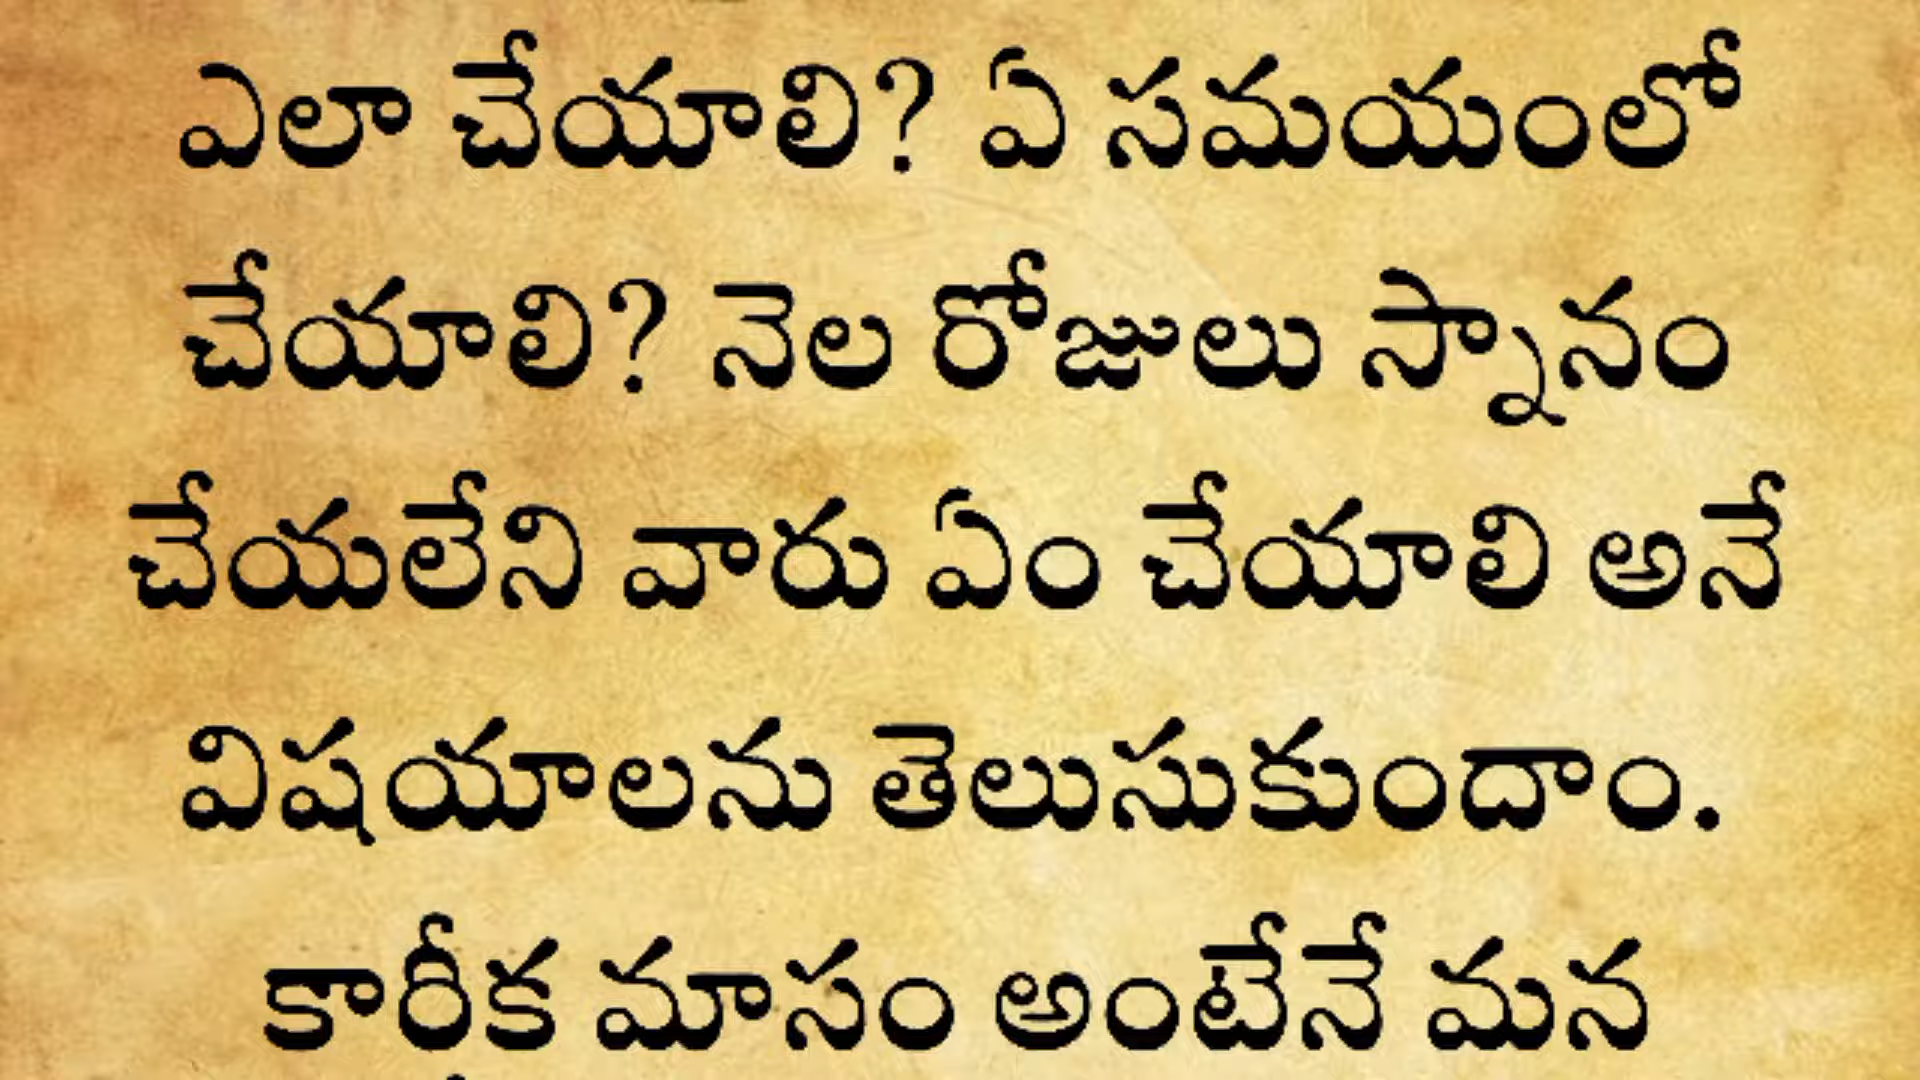 ఎలా చేయాలి? ఏ సమయంలో
చేయాలి? నెల రోజులు స్నానం
చేయలేని వారు ఏం చేయాలి అనే
విషయాలను తెలుసుకుందాం.
కారీక మాసం అంటేనే మన